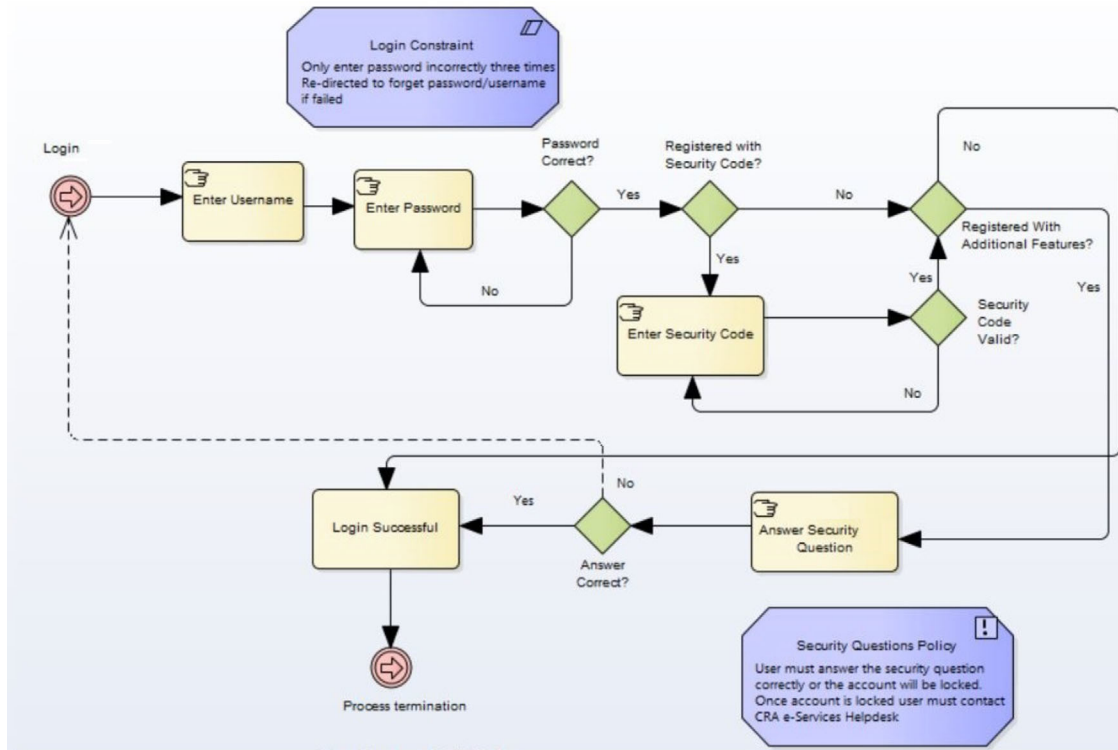 Login Constraint
Only enter password incorrectly three times
Re-directed to forget password/username
if failed
Login
Enter Username
Enter Password
Password
Correct?
Yes
No
Registered with
Security Code?
No
Yes
Enter Security Code
No
Registered With
Additional Features?
Yes
Yes
Security
Code
Valid?
No
Login Successful
Yes
No
Answer
Correct?
Answer Security
Question
Process termination
Security Questions Policy
User must answer the security question
correctly or the account will be locked.
Once account is locked user must contact
CRA e-Services Helpdesk